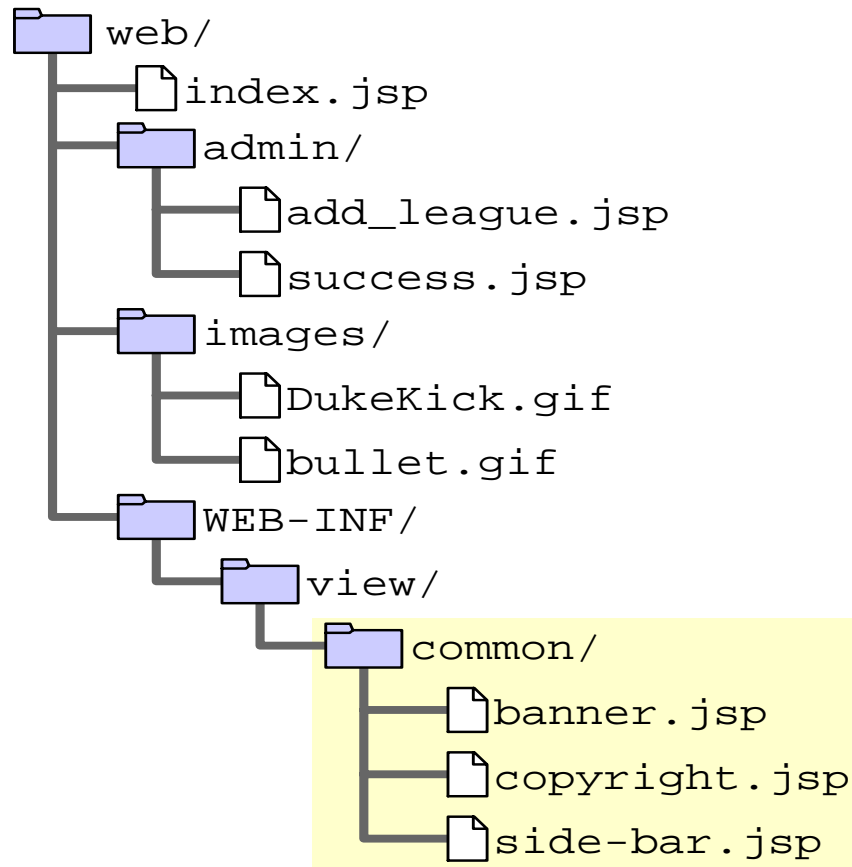 web/
index.jsp
admin/
add_league.jsp
success.jsp
images/
DukeKick.gif
bullet.gif
WEB-INF/
view/
common/
banner.jsp
copyright.jsp
side-bar.jsp